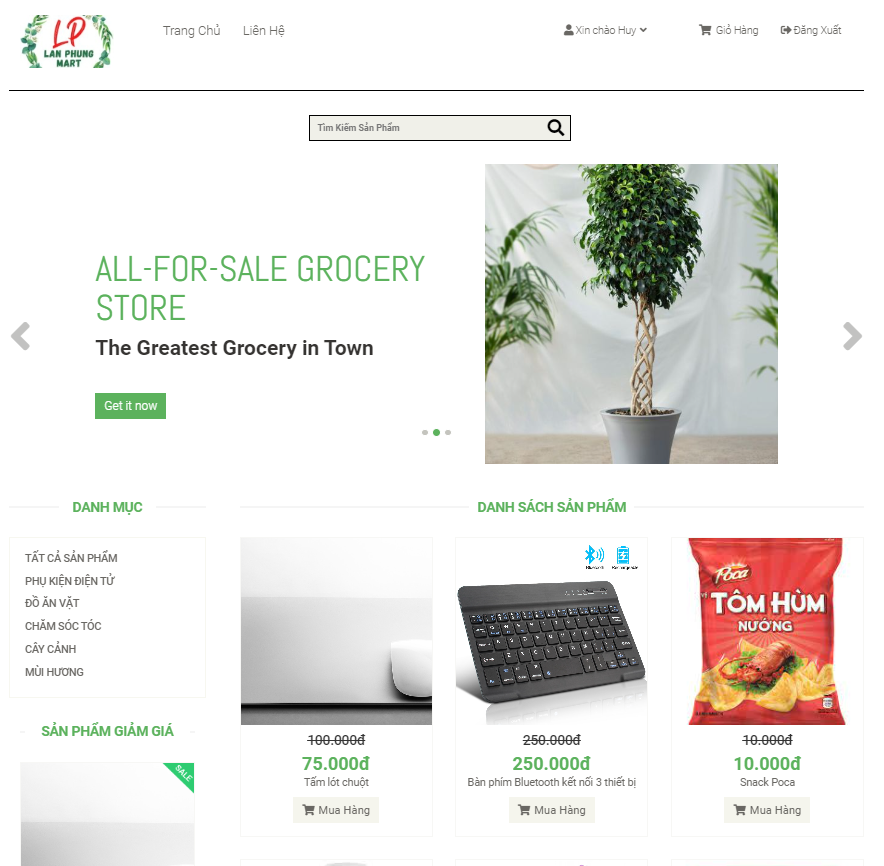 LP
LAN PHUNG
MART
Trang Chủ
Liên Hệ
Xin chào Huy
Giỏ Hàng
Đăng Xuất
Tìm Kiếm Sản Phẩm
ALL-FOR-SALE GROCERY
STORE
The Greatest Grocery in Town
Get it now
DANH MỤC
TẤT CẢ SẢN PHẨM
PHỤ KIỆN ĐIỆN TỬ
ĐỒ ĂN VẶT
CHĂM SÓC TÓC
CÂY CẢNH
MÙI HƯƠNG
SẢN PHẨM GIẢM GIÁ
SALE
DANH SÁCH SẢN PHẨM
100.000đ
75.000đ
Tấm lót chuột
Mua Hàng
Bluetooth
Rechargeable
250.000đ
250.000đ
Bàn phím Bluetooth kết nối 3 thiết bị
Mua Hàng
Poca
VỊ
TÔM HÙM
NƯỚNG
10.000đ
10.000đ
Snack Poca
Mua Hàng